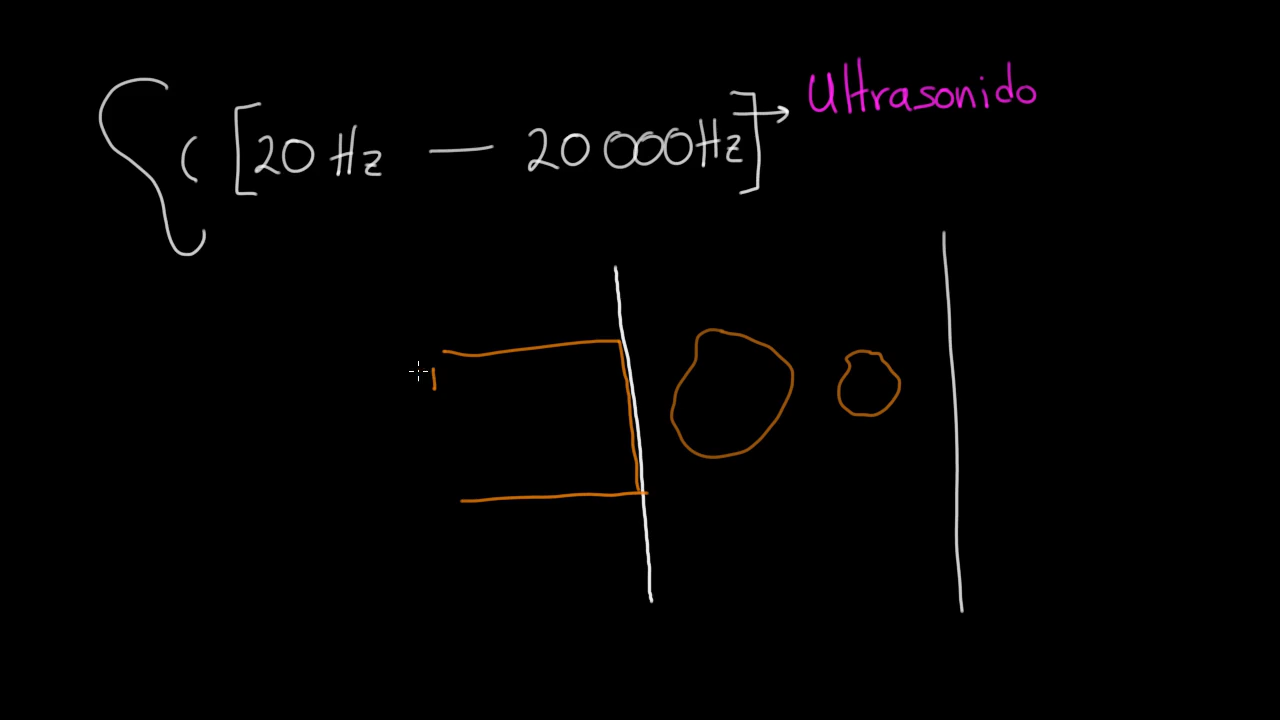 [20 Hz — 20 000 Hz] → Ultrasonido